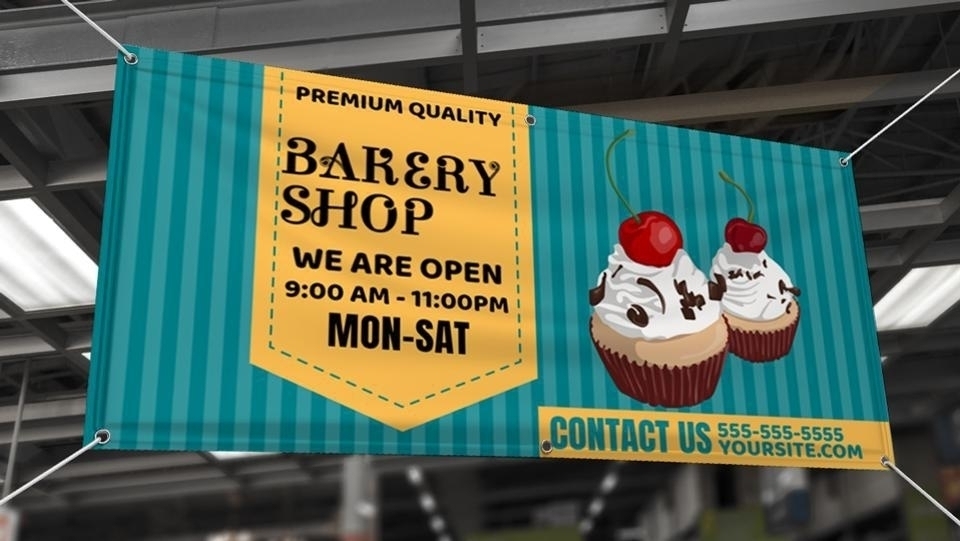 PREMIUM QUALITY
BAKERY
SHOP
WE ARE OPEN
9:00 AM - 11:00PM
MON-SAT
CONTACT US
555-555-5555
YOURSITE.COM